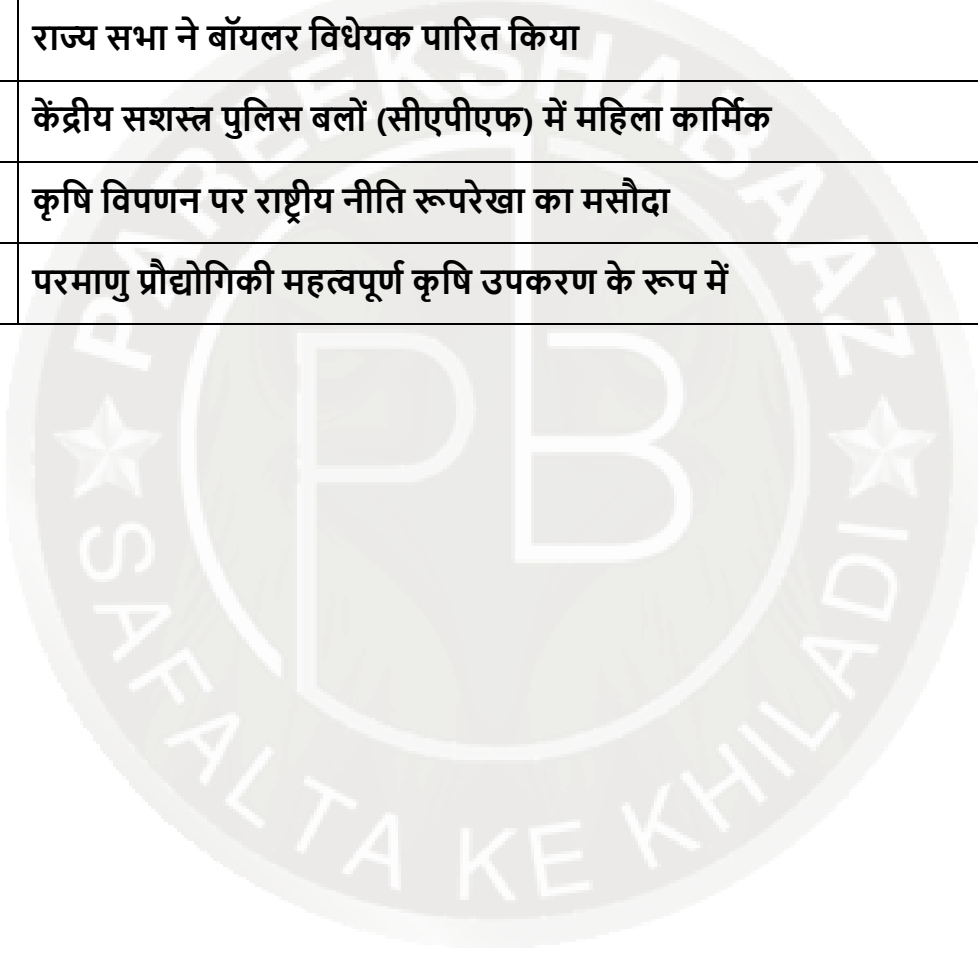 राज्य सभा ने बॉयलर विधेयक पारित किया
केंद्रीय सशस्त्र पुलिस बलों (सीएपीएफ) में महिला कार्मिक
कृषि विपणन पर राष्ट्रीय नीति रूपरेखा का मसौदा
परमाणु प्रौद्योगिकी महत्वपूर्ण कृषि उपकरण के रूप में
PAREEKSHABAAZ
PB
SAFALTA KE KHILADI